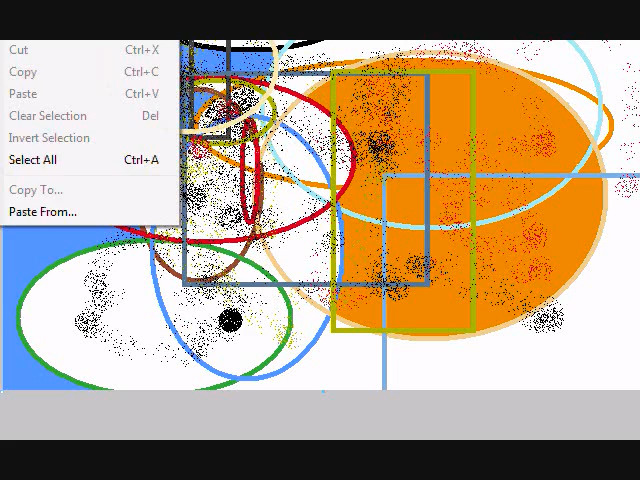 Cut Ctrl+X
Copy Ctrl+C
Paste Ctrl+V
Clear Selection Del
Invert Selection
Select All Ctrl+A
Copy To...
Paste From...